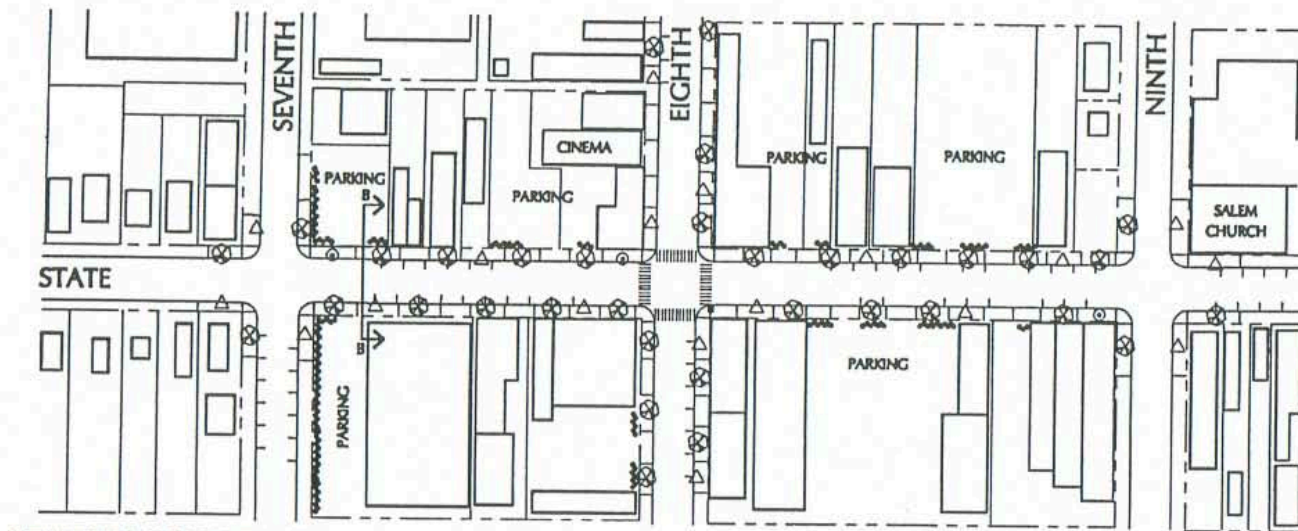 SEVENTH
EIGHTH
NINTH
CINEMA
PARKING
PARKING
PARKING
PARKING
B
SALEM
CHURCH
STATE
B
PARKING
PARKING